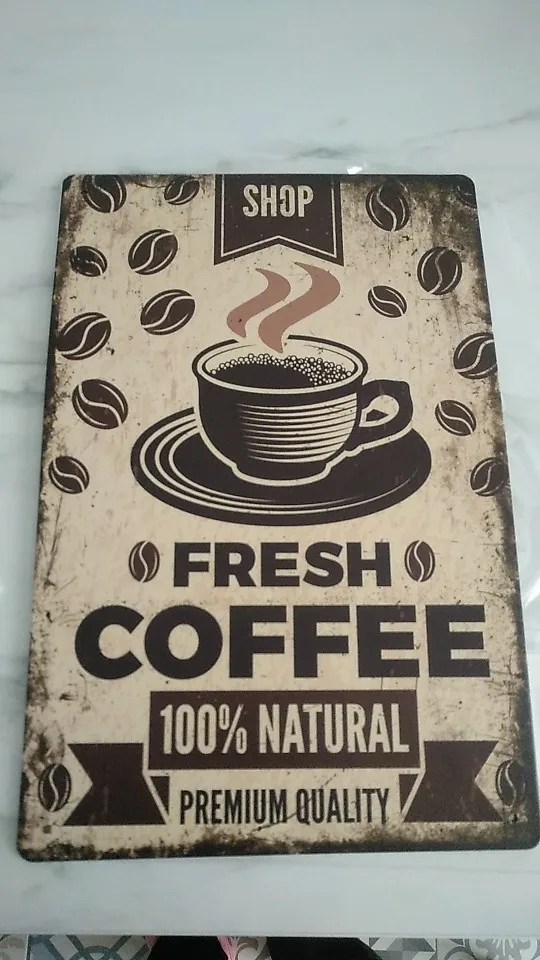 SHOP
FRESH
COFFEE
100% NATURAL
PREMIUM QUALITY